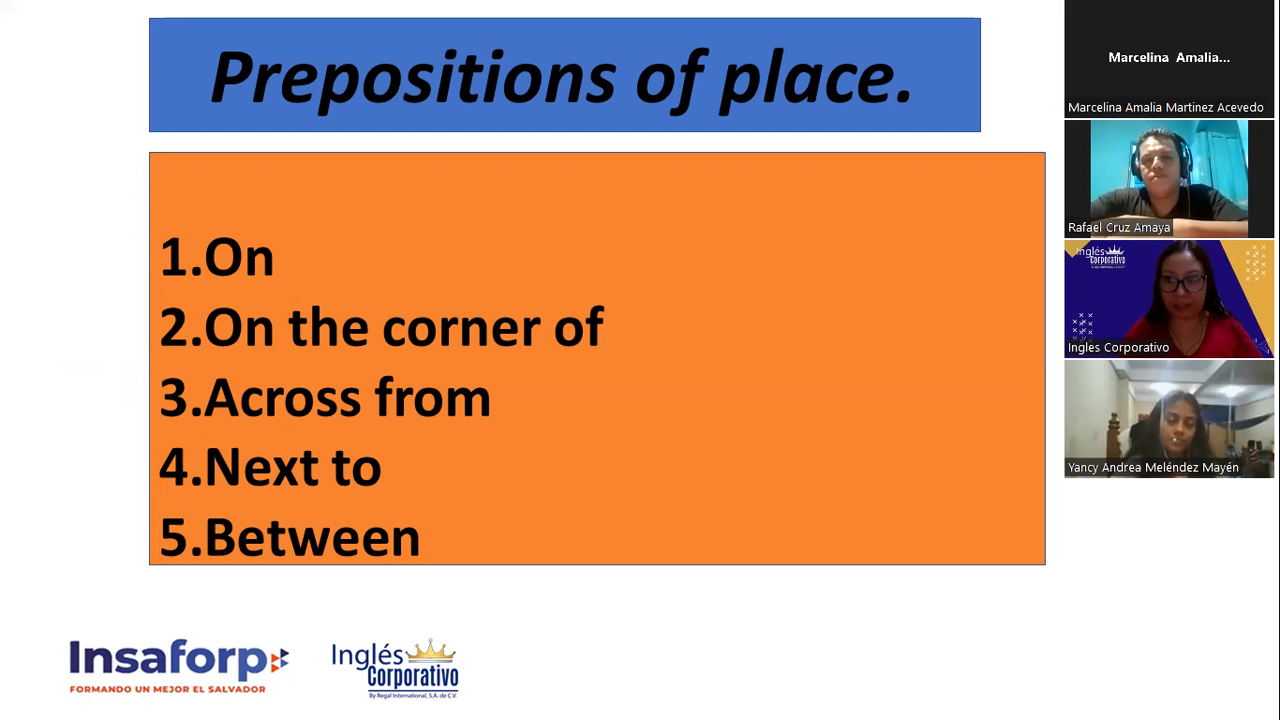 Prepositions of place.
1.On
2.On the corner of
3.Across from
4.Next to
5.Between
Insaforp
FORMANDO UN MEJOR EL SALVADOR
Inglés
Corporativo
By Regal International, S.A. de C.V.
Marcelina Amalia...
Marcelina Amalia Martinez Acevedo
Rafael Cruz Amaya
Inglés
Corporativo
Ingles Corporativo
Yancy Andrea Meléndez Mayén